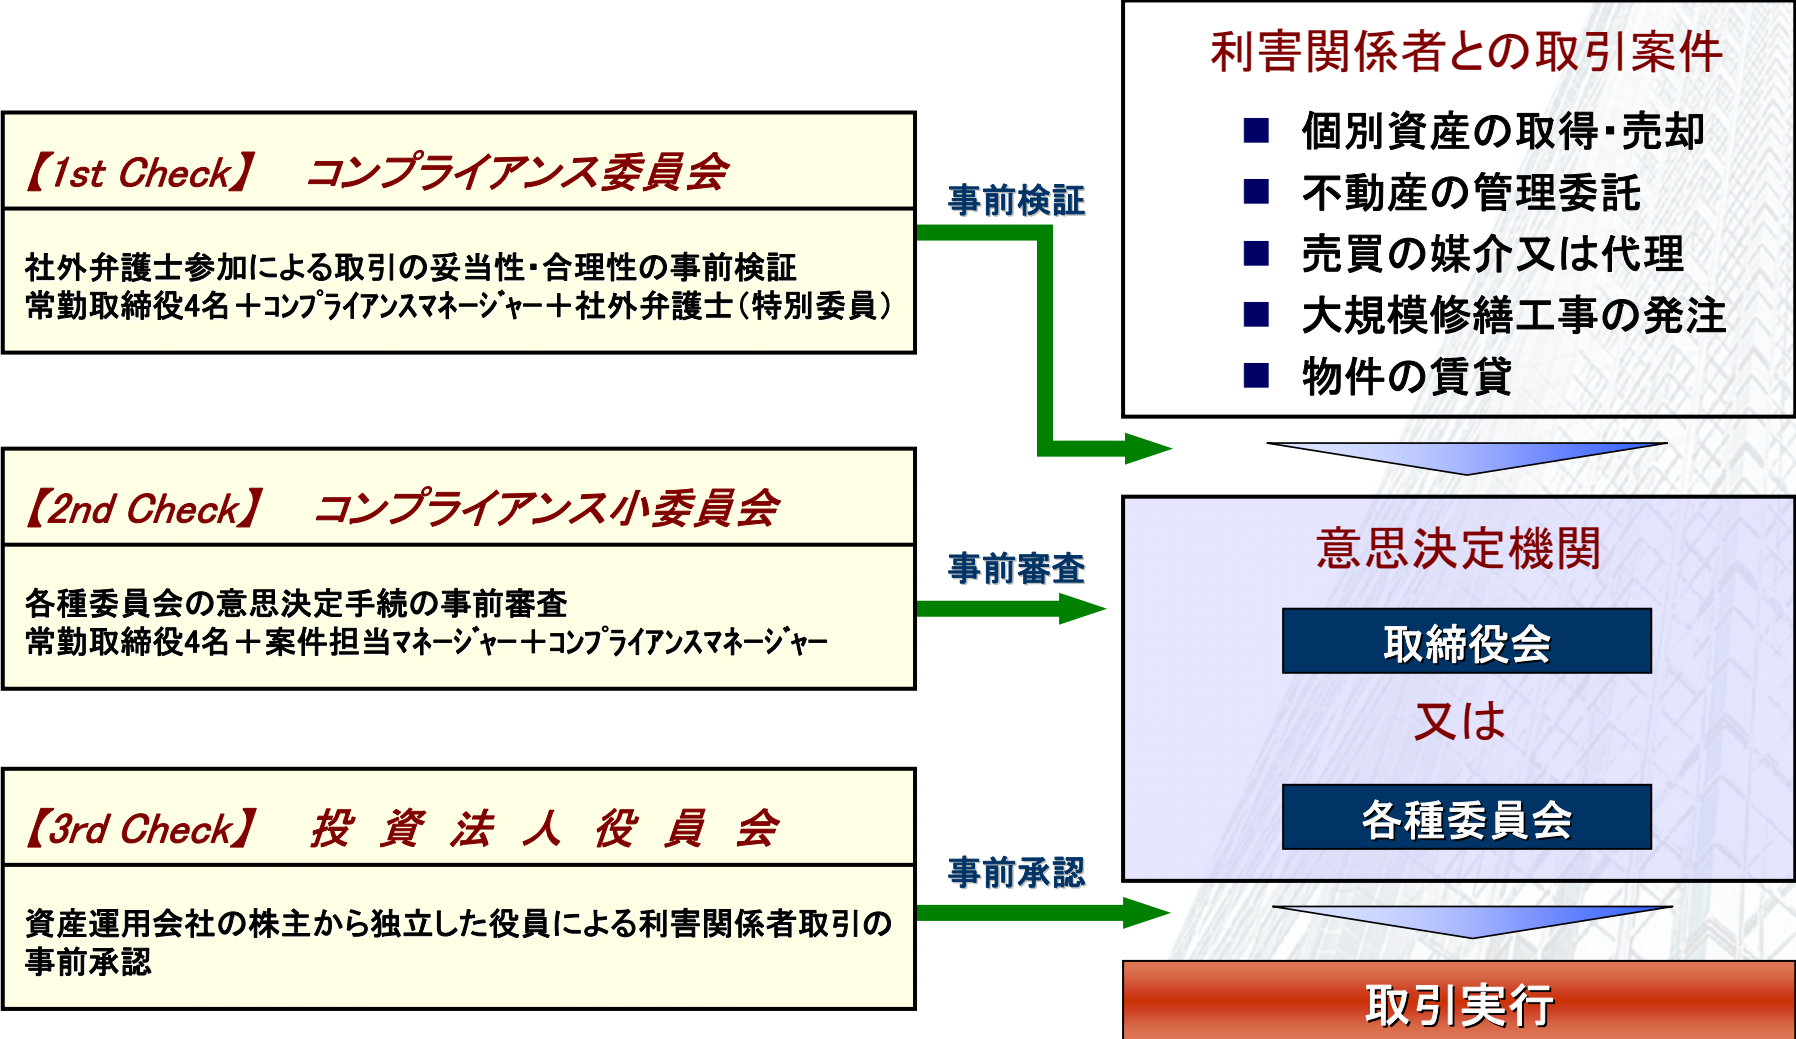 【1st Check】　コンプライアンス委員会
社外弁護士参加による取引の妥当性・合理性の事前検証
常勤取締役4名＋ｺﾝﾌﾟﾗｲｱﾝｽﾏﾈｰｼﾞｬｰ＋社外弁護士（特別委員）
事前検証
【2nd Check】　コンプライアンス小委員会
各種委員会の意思決定手続の事前審査
常勤取締役4名＋案件担当ﾏﾈｰｼﾞｬｰ＋ｺﾝﾌﾟﾗｲｱﾝｽﾏﾈｰｼﾞｬｰ
事前審査
【3rd Check】　投　資　法　人　役　員　会
資産運用会社の株主から独立した役員による利害関係者取引の
事前承認
事前承認
利害関係者との取引案件
■ 個別資産の取得・売却
■ 不動産の管理委託
■ 売買の媒介又は代理
■ 大規模修繕工事の発注
■ 物件の賃貸
意思決定機関
取締役会
又は
各種委員会
取引実行